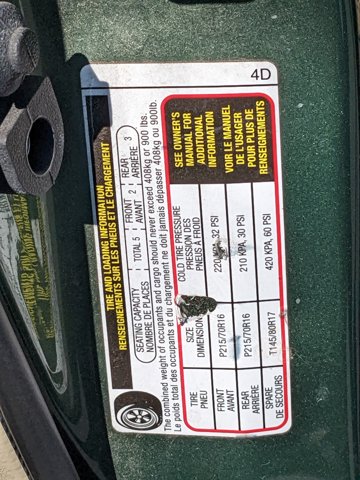 4D
TIRE AND LOADING INFORMATION
RENSEIGNEMENTS SUR LES PNEUS ET LE CHARGEMENT
SEATING CAPACITY TOTAL 5 FRONT 2 REAR 3
NOMBRE DE PLACES AVANT ARRIÈRE
The combined weight of occupants and cargo should never exceed 408kg or 900 lbs.
Le poids total des occupants et du chargement ne doit jamais dépasser 408kg ou 900lb.
TIRE SIZE COLD TIRE PRESSURE
PNEU DIMENSION PRESSION DES
PNEUS À FROID
FRONT P215/70R16 32 PSI
AVANT
REAR P215/70R16 210 KPA, 30 PSI
ARRIÈRE
SPARE T145/80R17 420 KPA, 60 PSI
DE SECOURS
SEE OWNER'S
MANUAL FOR
ADDITIONAL
INFORMATION
VOIR LE MANUEL
DE L'USAGER
POUR PLUS DE
RENSEIGNEMENTS